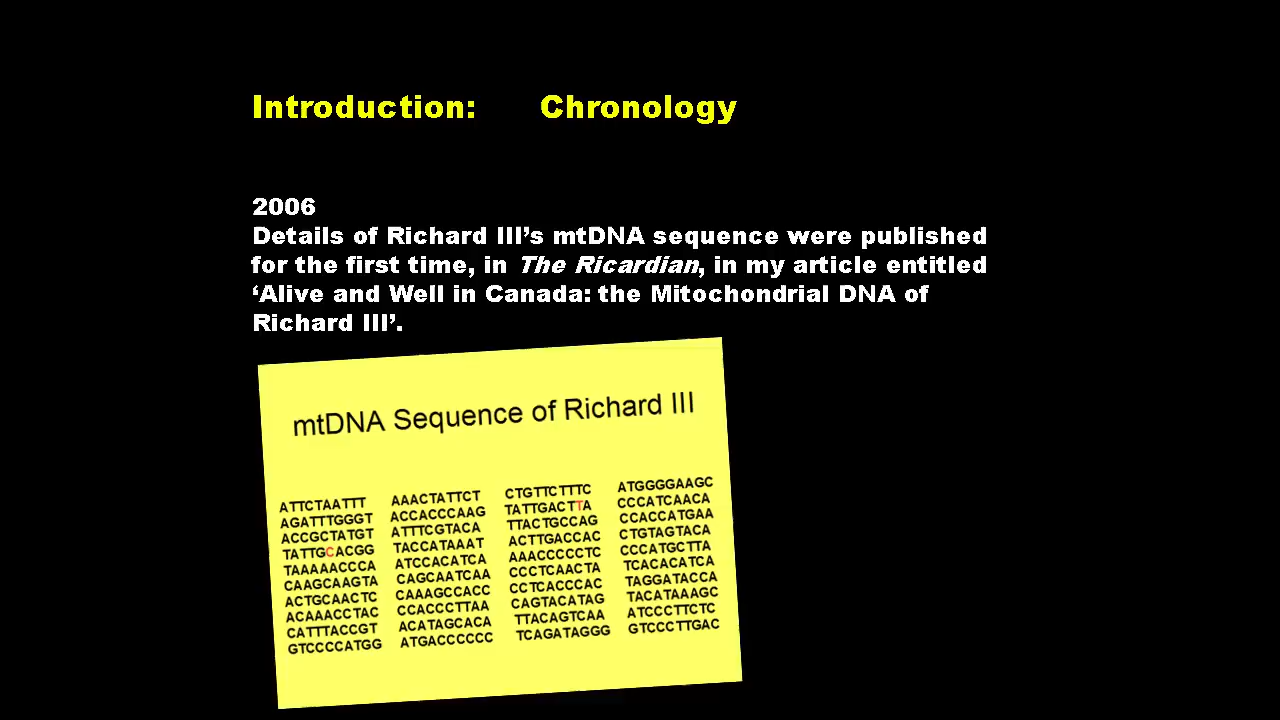 Introduction: Chronology
2006
Details of Richard III’s mtDNA sequence were published
for the first time, in The Ricardian, in my article entitled
‘Alive and Well in Canada: the Mitochondrial DNA of
Richard III’.
mtDNA Sequence of Richard III
ATTCTAATTT AAACTATTCT CTGTTCTTTC ATGGGGAAGC
AGATTTGGGT ACCACCCAAG TATTGACTTA CCCATCAACA
ACCGCTATGT ATTTCGTACA TTACTGCCAG CCACCATGAA
TATTGCACGG TACCATAAAT ACTTGACCAC CTGTAGTACA
TAAAAACCCA ATCCACATCA AAACCCCCTC CCCATGCTTA
CAAGCAAGTA CAGCAATCAA CCCTCAACTA TCACACATCA
ACTGCAACTC CAAAGCCACC CCTCACCCAC TAGGATACCA
ACAAACCTAC CCACCCTTAA CAGTACATAG TACATAAAGC
CATTTACCGT ACATAGCACA TTACAGTCAA ATCCCTTCTC
GTCCCCATGG ATGACCCCCC TCAGATAGGG GTCCCTTGAC